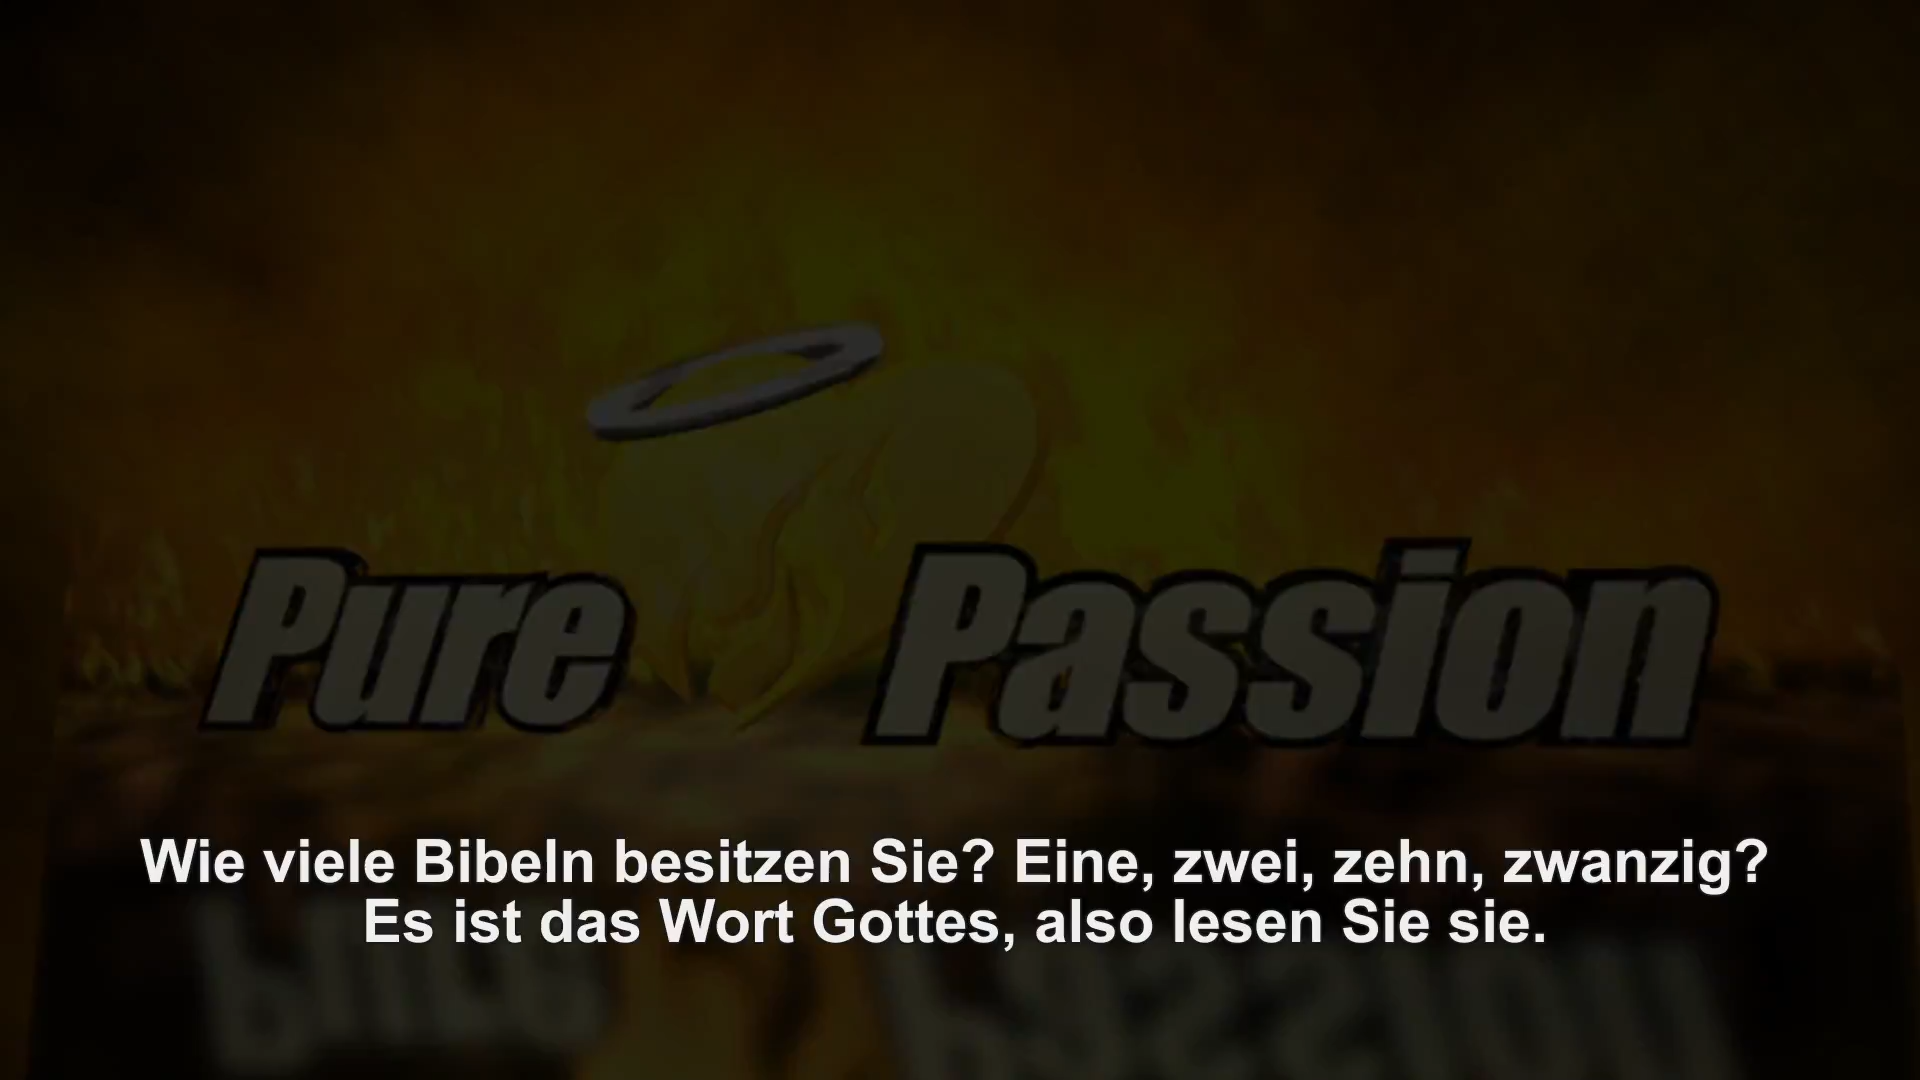 Pure Passion
Wie viele Bibeln besitzen Sie? Eine, zwei, zehn, zwanzig?
Es ist das Wort Gottes, also lesen Sie sie.